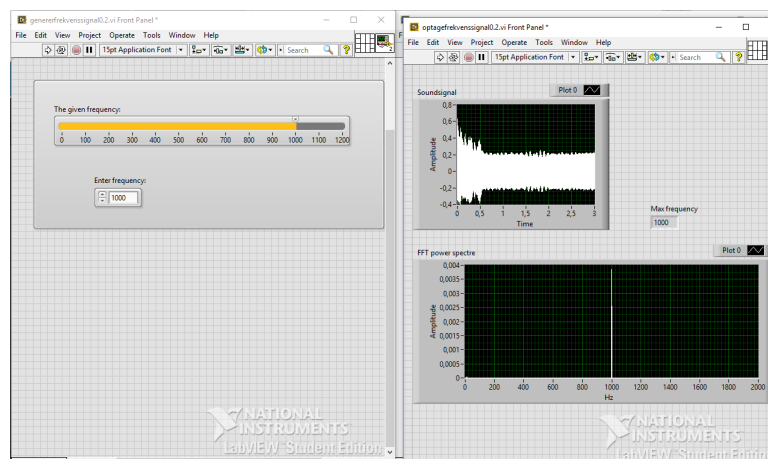 genererfrekvenssignal0.2.vi Front Panel *
File Edit View Project Operate Tools Window Help
15pt Application Font Search
2
The given frequency:
0 100 200 300 400 500 600 700 800 900 1000 1100 1200
Enter frequency:
1000
NATIONAL
INSTRUMENTS
LabVIEW Student Edition
optagefrekvenssignal0.2.vi Front Panel *
File Edit View Project Operate Tools Window Help
15pt Application Font Search
Soundsignal
Plot 0
Amplitude
0,8
0,6
0,4
0,2
0
-0,2
-0,4
0 0,5 1 1,5 2 2,5 3
Time
Max frequency
1000
FFT power spectre
Plot 0
Amplitude
0,004
0,0035
0,003
0,0025
0,002
0,0015
0,001
0,0005
0
0 200 400 600 800 1000 1200 1400 1600 1800 2000
Hz
NATIONAL
INSTRUMENTS
LabVIEW Student Edition